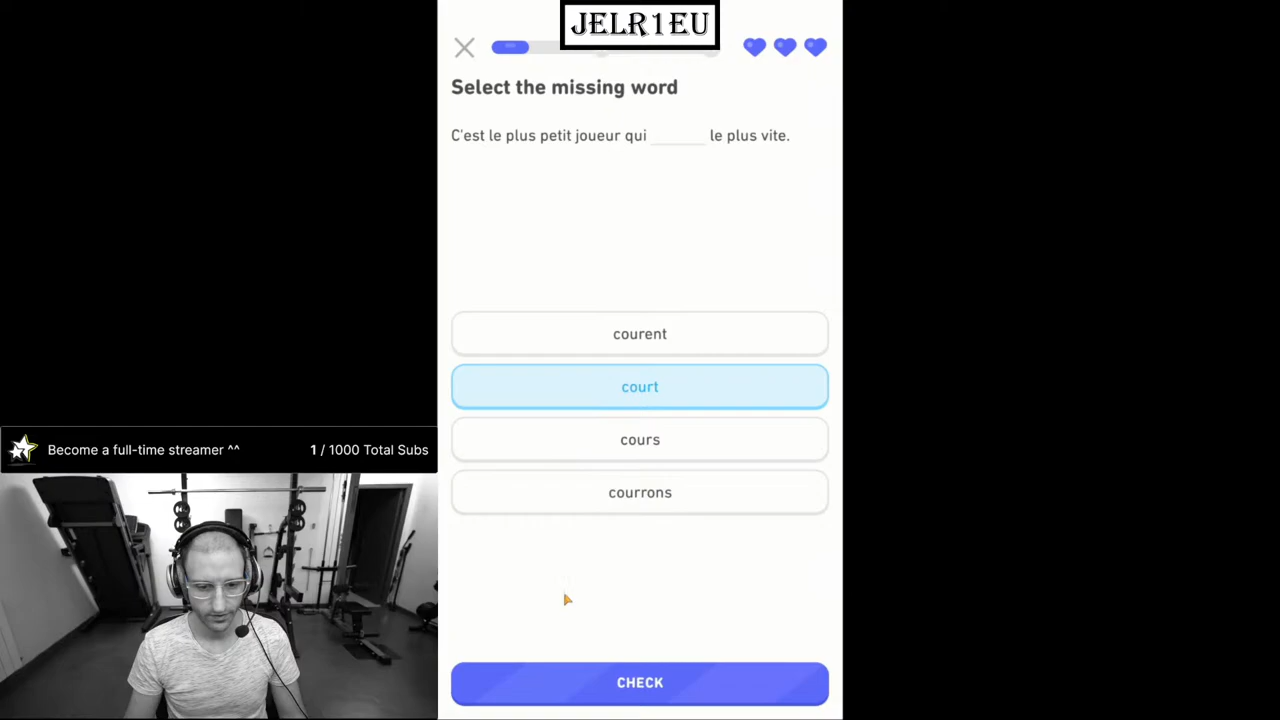 JELR1EU
Select the missing word
C'est le plus petit joueur qui ______ le plus vite.
courent
court
cours
courrons
Become a full-time streamer ^^ 1 / 1000 Total Subs
CHECK